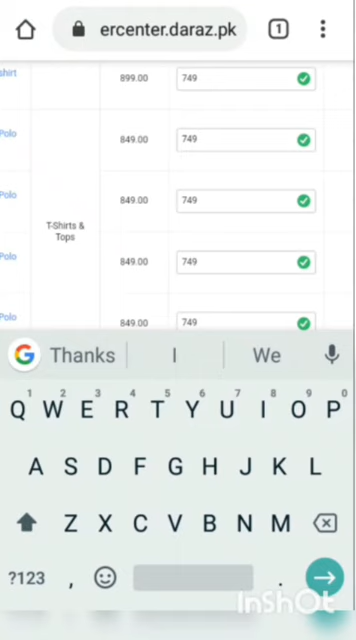 ercenter.daraz.pk 1
shirt 899.00 749
Polo 849.00 749
Polo 849.00 749
T-Shirts &
Tops
Polo 849.00 749
Polo 849.00 749
G Thanks I We
1 2 3 4 5 6 7 8 9 0
Q W E R T Y U I O P
A S D F G H J K L
Z X C V B N M
?123 , .
InShOt